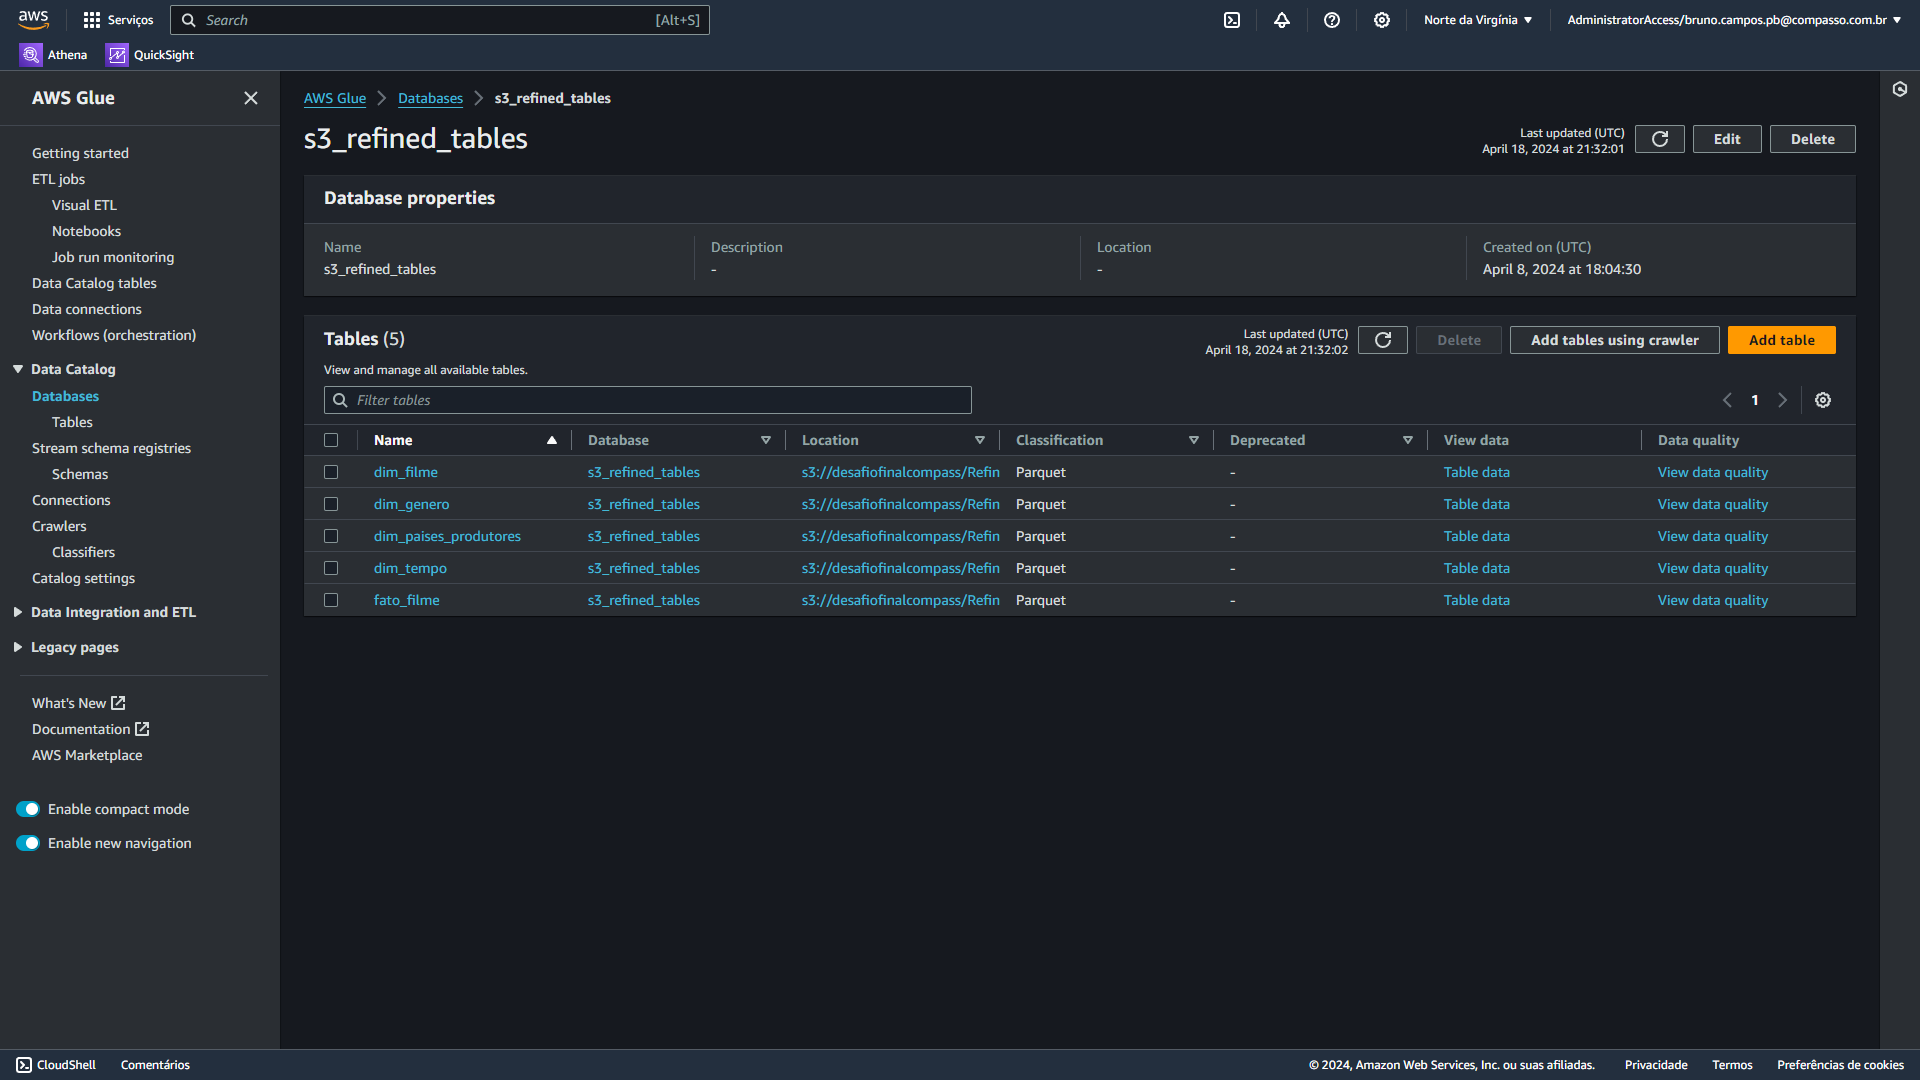 aws
Serviços
Search
[Alt+S]
Norte da Virgínia
AdministratorAccess/bruno.campos.pb@compasso.com.br
Athena
QuickSight
AWS Glue
Getting started
ETL jobs
Visual ETL
Notebooks
Job run monitoring
Data Catalog tables
Data connections
Workflows (orchestration)
Data Catalog
Databases
Tables
Stream schema registries
Schemas
Connections
Crawlers
Classifiers
Catalog settings
Data Integration and ETL
Legacy pages
What's New
Documentation
AWS Marketplace
Enable compact mode
Enable new navigation
AWS Glue
Databases
s3_refined_tables
s3_refined_tables
Last updated (UTC)
April 18, 2024 at 21:32:01
Edit
Delete
Database properties
Name
s3_refined_tables
Description
-
Location
-
Created on (UTC)
April 8, 2024 at 18:04:30
Tables (5)
View and manage all available tables.
Last updated (UTC)
April 18, 2024 at 21:32:02
Delete
Add tables using crawler
Add table
Filter tables
1
Name Database Location Classification Deprecated View data Data quality
dim_filme s3_refined_tables s3://desafiofinalcompass/Refin Parquet - Table data View data quality
dim_genero s3_refined_tables s3://desafiofinalcompass/Refin Parquet - Table data View data quality
dim_paises_produtores s3_refined_tables s3://desafiofinalcompass/Refin Parquet - Table data View data quality
dim_tempo s3_refined_tables s3://desafiofinalcompass/Refin Parquet - Table data View data quality
fato_filme s3_refined_tables s3://desafiofinalcompass/Refin Parquet - Table data View data quality
CloudShell
Comentários
© 2024, Amazon Web Services, Inc. ou suas afiliadas.
Privacidade
Termos
Preferências de cookies